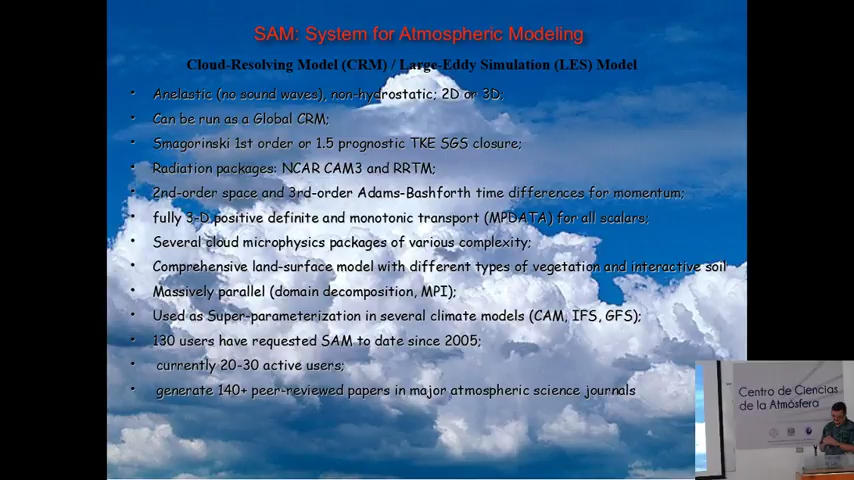 SAM: System for Atmospheric Modeling
Cloud-Resolving Model (CRM) / Large-Eddy Simulation (LES) Model
• Anelastic (no sound waves), non-hydrostatic; 2D or 3D;
• Can be run as a Global CRM;
• Smagorinski 1st order or 1.5 prognostic TKE SGS closure;
• Radiation packages: NCAR CAM3 and RRTM;
• 2nd-order space and 3rd-order Adams-Bashforth time differences for momentum;
• fully 3-D positive definite and monotonic transport (MPDATA) for all scalars;
• Several cloud microphysics packages of various complexity;
• Comprehensive land-surface model with different types of vegetation and interactive soil
• Massively parallel (domain decomposition, MPI);
• Used as Super-parameterization in several climate models (CAM, IFS, GFS);
• 130 users have requested SAM to date since 2005;
• currently 20-30 active users;
• generate 140+ peer-reviewed papers in major atmospheric science journals
Centro de Ciencias
de la Atmósfera